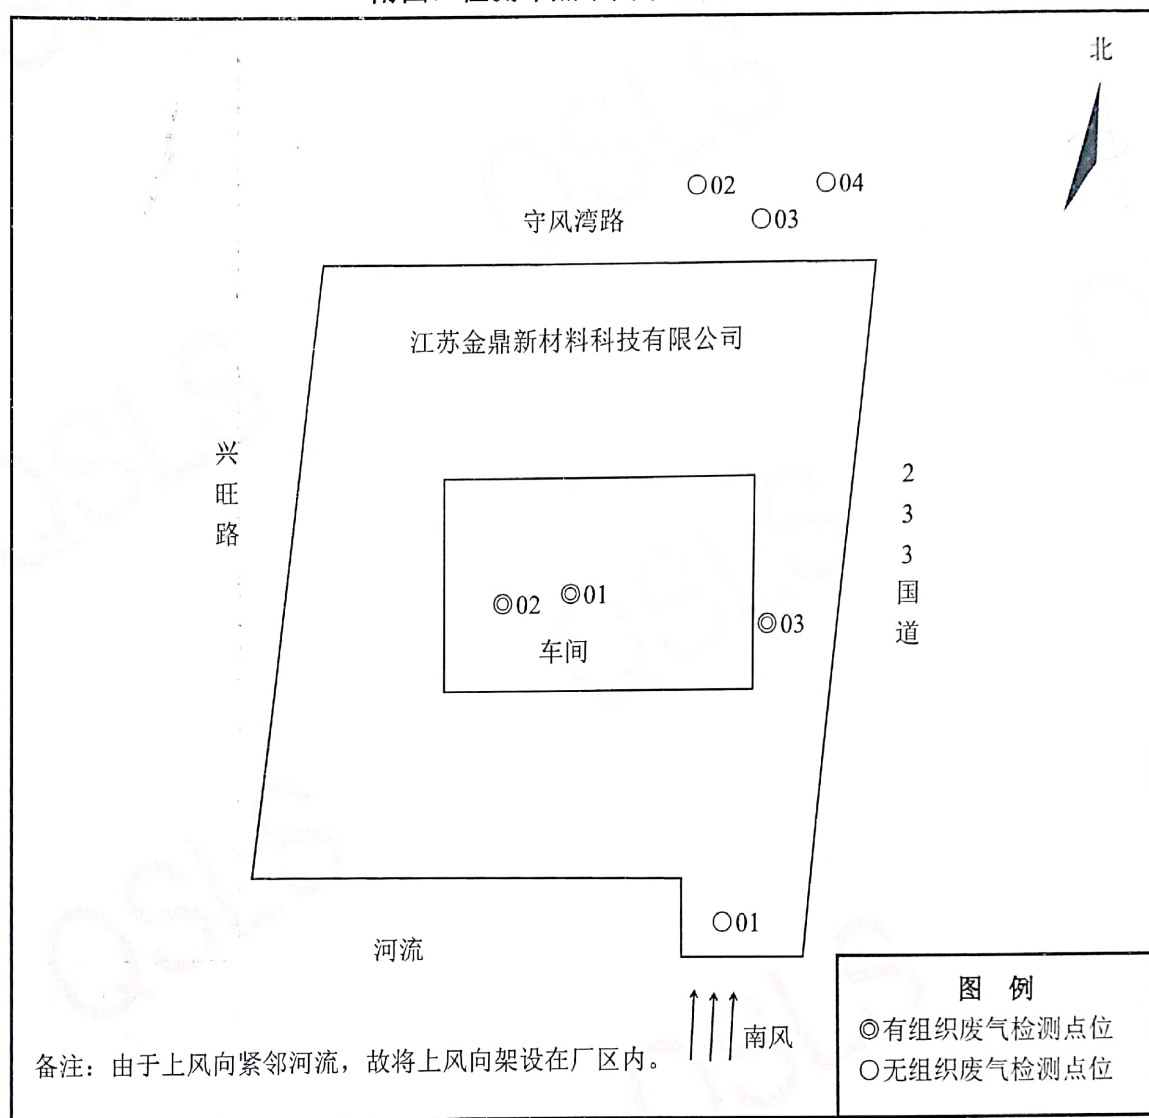 北
○02
○04
○03
守风湾路
江苏金鼎新材料科技有限公司
兴旺路
233国道
◎02
◎01
◎03
车间
○01
河流
南风
图 例
◎有组织废气检测点位
○无组织废气检测点位
备注：由于上风向紧邻河流，故将上风向架设在厂区内。
QSLS